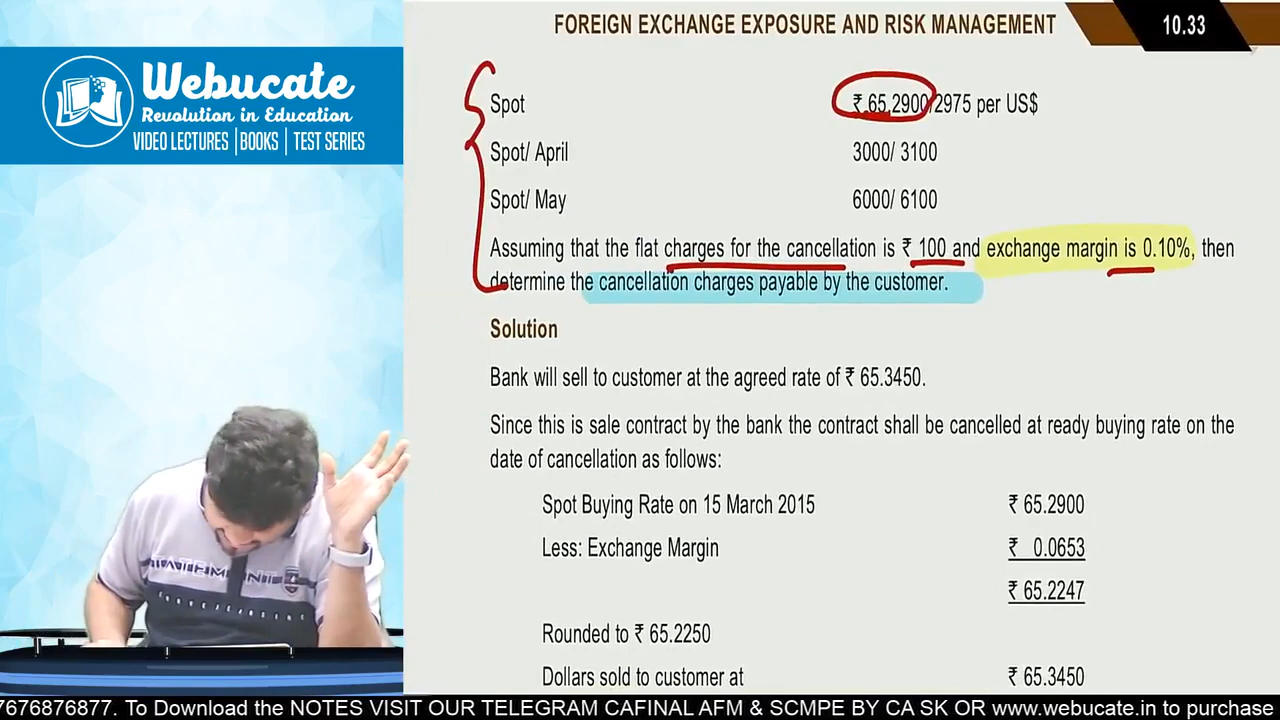 FOREIGN EXCHANGE EXPOSURE AND RISK MANAGEMENT 10.33
Webucate
Revolution in Education
VIDEO LECTURES | BOOKS | TEST SERIES
Spot ₹ 65.2900/2975 per US$
Spot/ April 3000/ 3100
Spot/ May 6000/ 6100
Assuming that the flat charges for the cancellation is ₹ 100 and exchange margin is 0.10%, then
determine the cancellation charges payable by the customer.
Solution
Bank will sell to customer at the agreed rate of ₹ 65.3450.
Since this is sale contract by the bank the contract shall be cancelled at ready buying rate on the
date of cancellation as follows:
Spot Buying Rate on 15 March 2015 ₹ 65.2900
Less: Exchange Margin ₹ 0.0653
₹ 65.2247
Rounded to ₹ 65.2250
Dollars sold to customer at ₹ 65.3450
STATEMENT
7676876877. To Download the NOTES VISIT OUR TELEGRAM CAFINAL AFM & SCMPE BY CA SK OR www.webucate.in to purchase